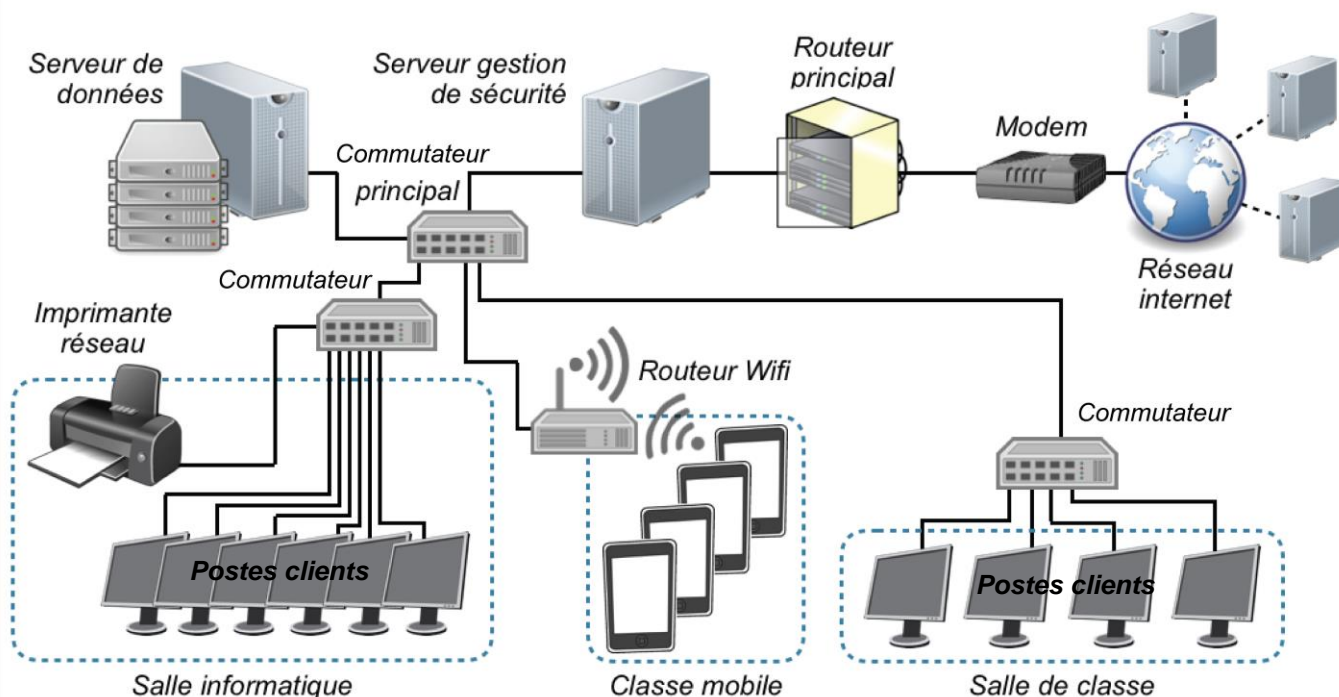 Serveur de
données
Serveur gestion
de sécurité
Routeur
principal
Modem
Commutateur
principal
Réseau
internet
Commutateur
Imprimante
réseau
Routeur Wifi
Commutateur
Postes clients
Postes clients
Salle informatique
Classe mobile
Salle de classe